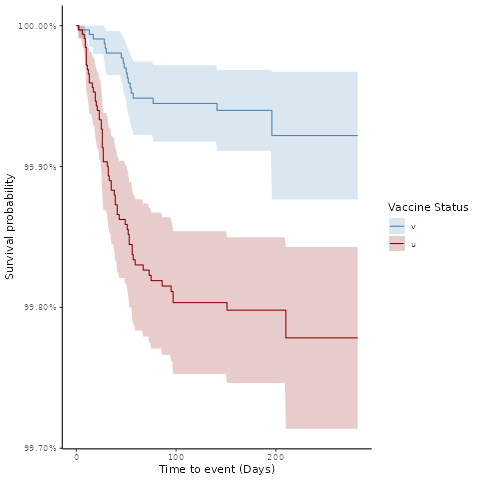 Survival probability
100.00%
99.90%
99.80%
99.70%
0
100
200
Time to event (Days)
Vaccine Status
v
u